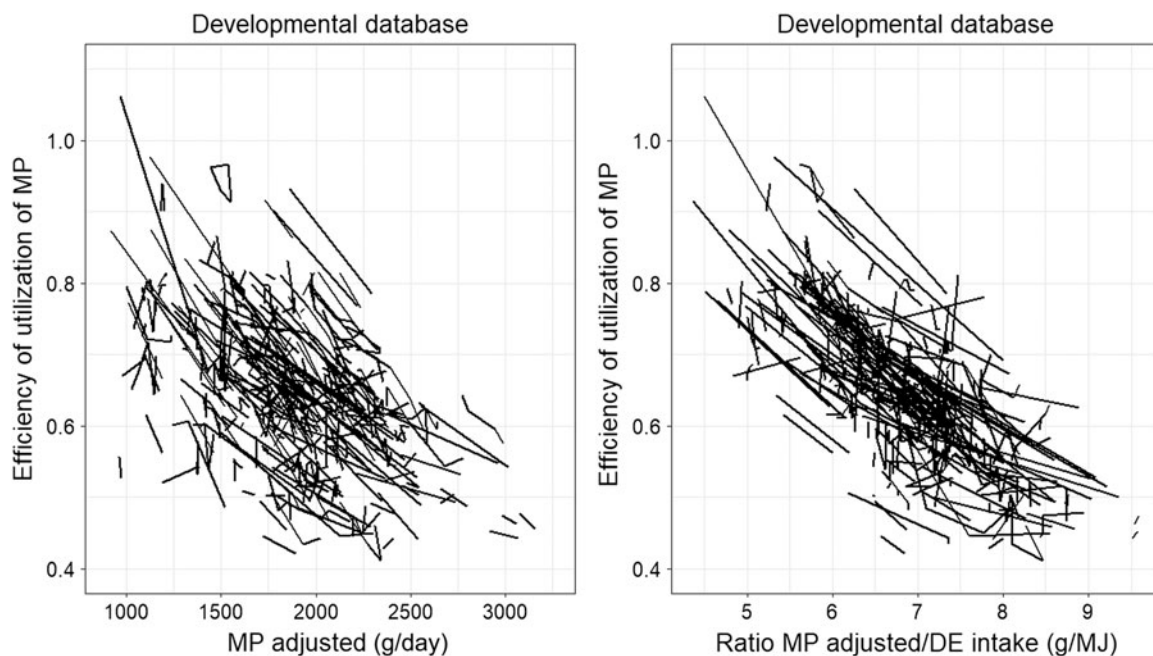 Developmental database
Efficiency of utilization of MP
1.0
0.8
0.6
0.4
1000 1500 2000 2500 3000
MP adjusted (g/day)
Developmental database
Efficiency of utilization of MP
1.0
0.8
0.6
0.4
5 6 7 8 9
Ratio MP adjusted/DE intake (g/MJ)